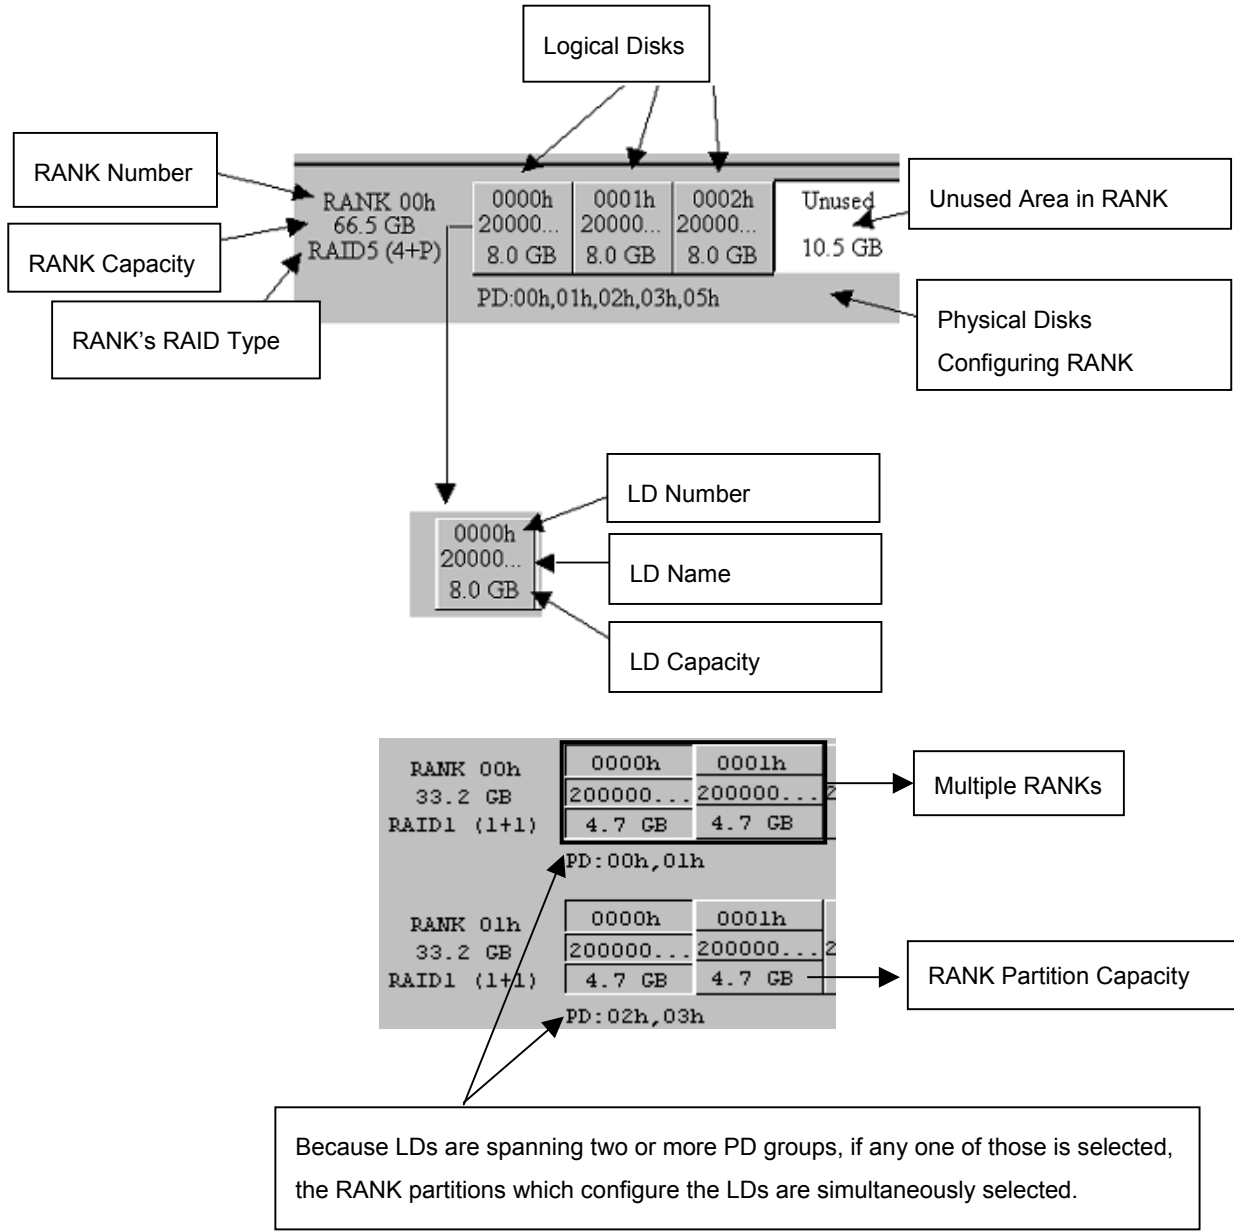 Logical Disks
RANK Number
RANK Capacity
RANK's RAID Type
RANK 00h
66.5 GB
RAID5 (4+P)
0000h
20000...
8.0 GB
0001h
20000...
8.0 GB
0002h
20000...
8.0 GB
Unused
10.5 GB
PD:00h,01h,02h,03h,05h
Unused Area in RANK
Physical Disks
Configuring RANK
0000h
20000...
8.0 GB
LD Number
LD Name
LD Capacity
RANK 00h
33.2 GB
RAID1 (1+1)
0000h
200000...
4.7 GB
0001h
200000...
4.7 GB
2
PD:00h,01h
Multiple RANKs
RANK 01h
33.2 GB
RAID1 (1+1)
0000h
200000...
4.7 GB
0001h
200000...
4.7 GB
2
PD:02h,03h
RANK Partition Capacity
Because LDs are spanning two or more PD groups, if any one of those is selected,
the RANK partitions which configure the LDs are simultaneously selected.